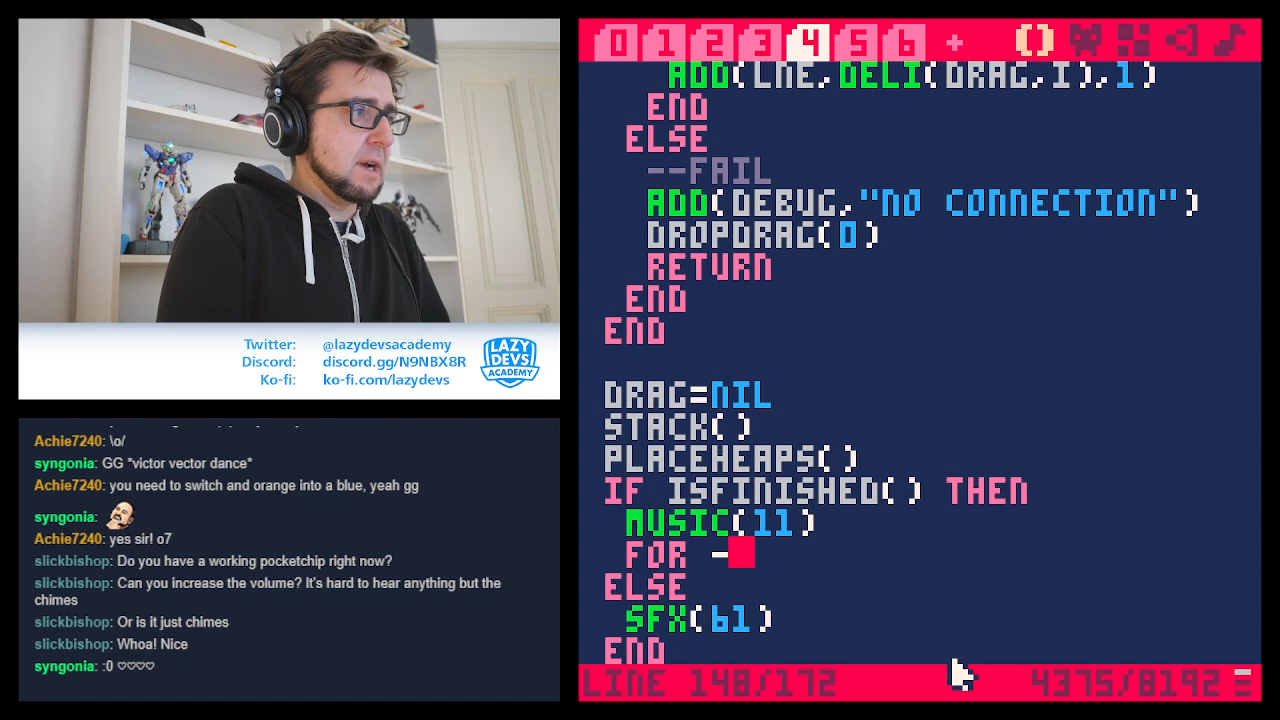 Twitter: @lazydevsacademy
Discord: discord.gg/N9NBX8R
Ko-fi: ko-fi.com/lazydevs
LAZY
DEVS
ACADEMY
Achie7240: \o/
syngonia: GG *victor vector dance*
Achie7240: you need to switch and orange into a blue, yeah gg
syngonia:
Achie7240: yes sir! o7
slickbishop: Do you have a working pocketchip right now?
slickbishop: Can you increase the volume? It's hard to hear anything but the
chimes
slickbishop: Or is it just chimes
slickbishop: Whoa! Nice
syngonia: :0 ♡♡♡♡
0 1 2 3 4 5 6 + ()
ADD(LNE,DELI(DRAG,I),1)
END
ELSE
--FAIL
ADD(DEBUG,"NO CONNECTION")
DROPDRAG(0)
RETURN
END
END
DRAG=NIL
STACK()
PLACEHEAPS()
IF ISFINISHED() THEN
MUSIC(11)
FOR -
ELSE
SFX(61)
END
LINE 148/172 4375/8192